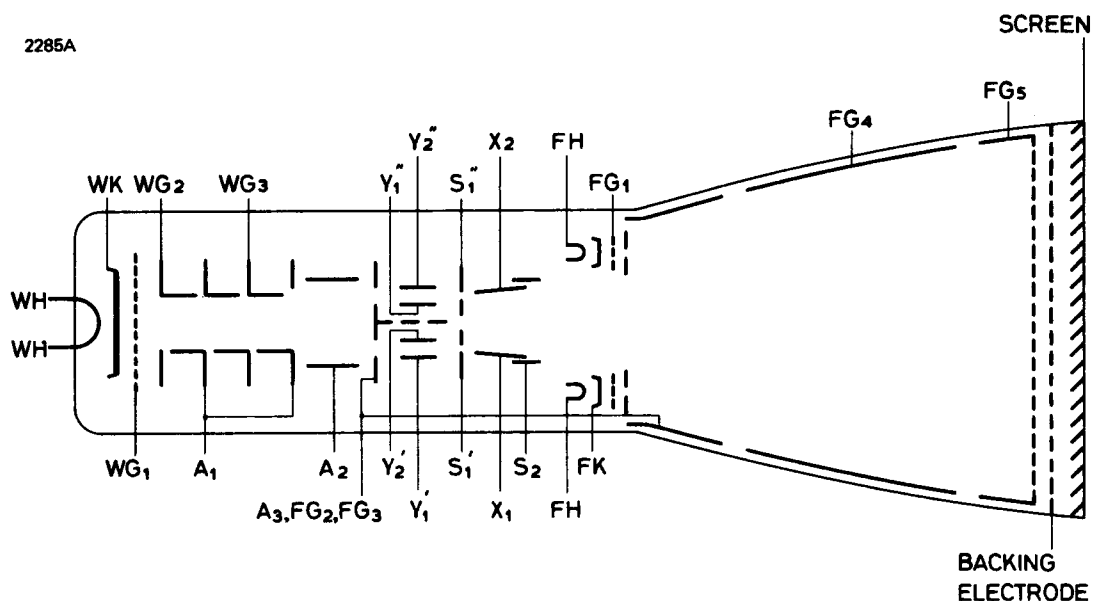 SCREEN
2285A
FG5
FG4
Y2″ X2 FH
Y1″ S1″ FG1
WK WG2 WG3
WH
WH
WG1 A1 A2 Y2′ S1′ S2 FK
A3,FG2,FG3 Y1′ X1 FH
BACKING
ELECTRODE